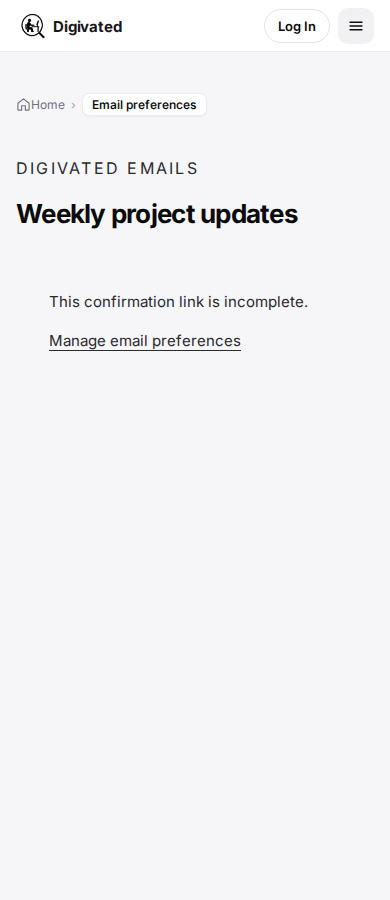 Digivated
Log In
Home › Email preferences
DIGIVATED EMAILS
Weekly project updates
This confirmation link is incomplete.
Manage email preferences